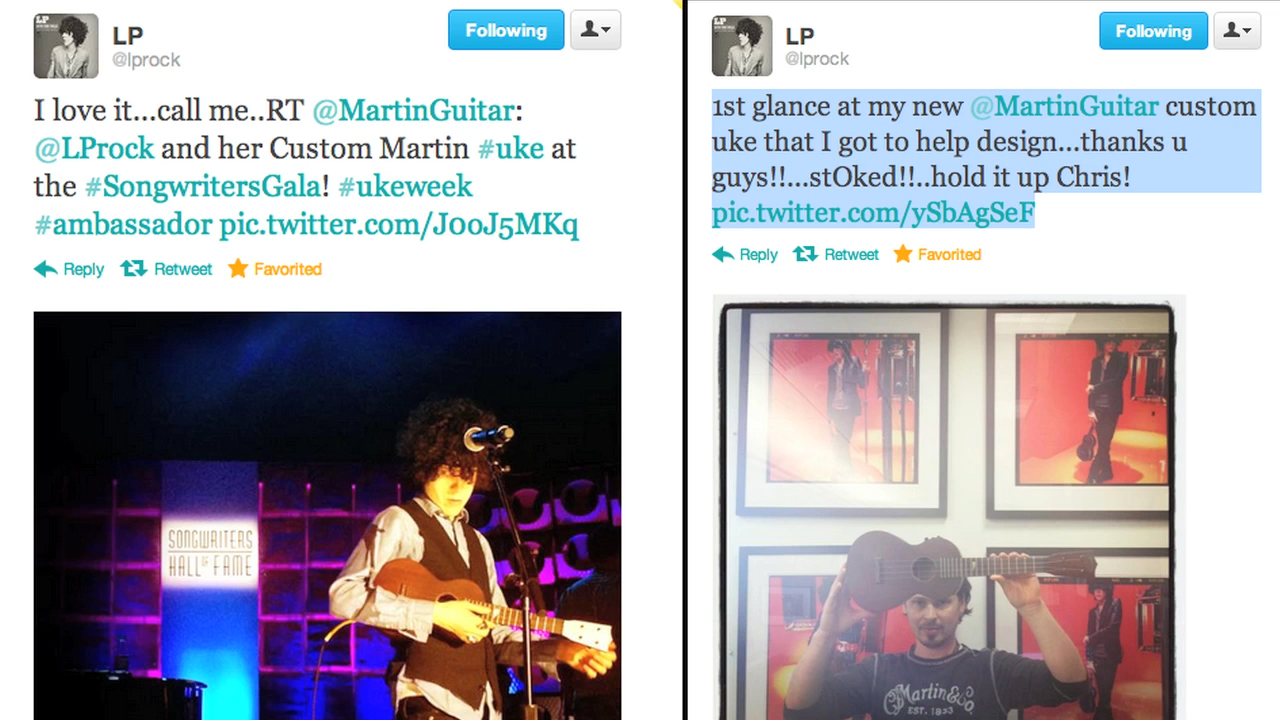 LP
@lprock
Following
I love it...call me..RT @MartinGuitar:
@LProck and her Custom Martin #uke at
the #SongwritersGala! #ukeweek
#ambassador pic.twitter.com/J0oJ5MKq
Reply Retweet Favorited
SONGWRITERS
HALL OF FAME
LP
@lprock
Following
1st glance at my new @MartinGuitar custom
uke that I got to help design...thanks u
guys!!...stOked!!..hold it up Chris!
pic.twitter.com/ySbAgSeF
Reply Retweet Favorited
Martin & Co.
EST. 1833